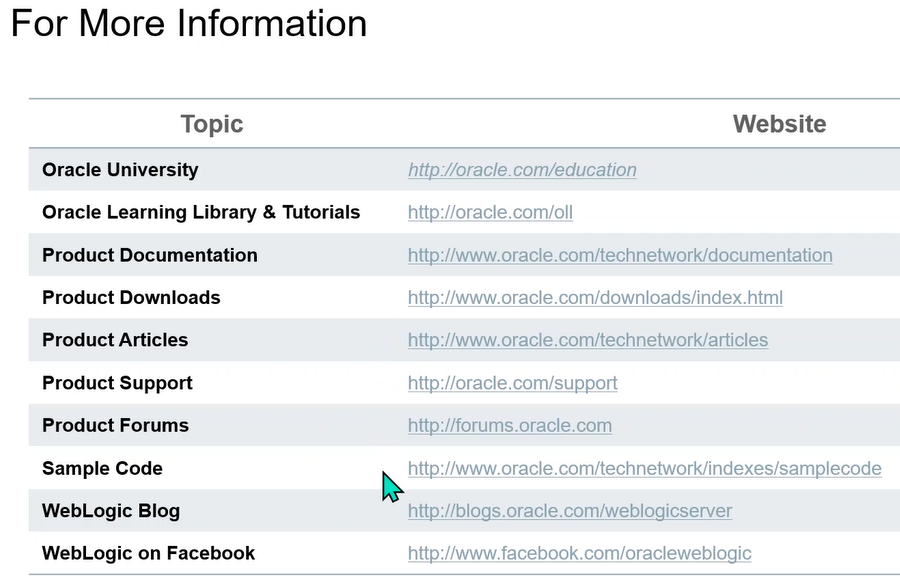 For More Information
Topic Website
Oracle University http://oracle.com/education
Oracle Learning Library & Tutorials http://oracle.com/oll
Product Documentation http://www.oracle.com/technetwork/documentation
Product Downloads http://www.oracle.com/downloads/index.html
Product Articles http://www.oracle.com/technetwork/articles
Product Support http://oracle.com/support
Product Forums http://forums.oracle.com
Sample Code http://www.oracle.com/technetwork/indexes/samplecode
WebLogic Blog http://blogs.oracle.com/weblogicserver
WebLogic on Facebook http://www.facebook.com/oracleweblogic